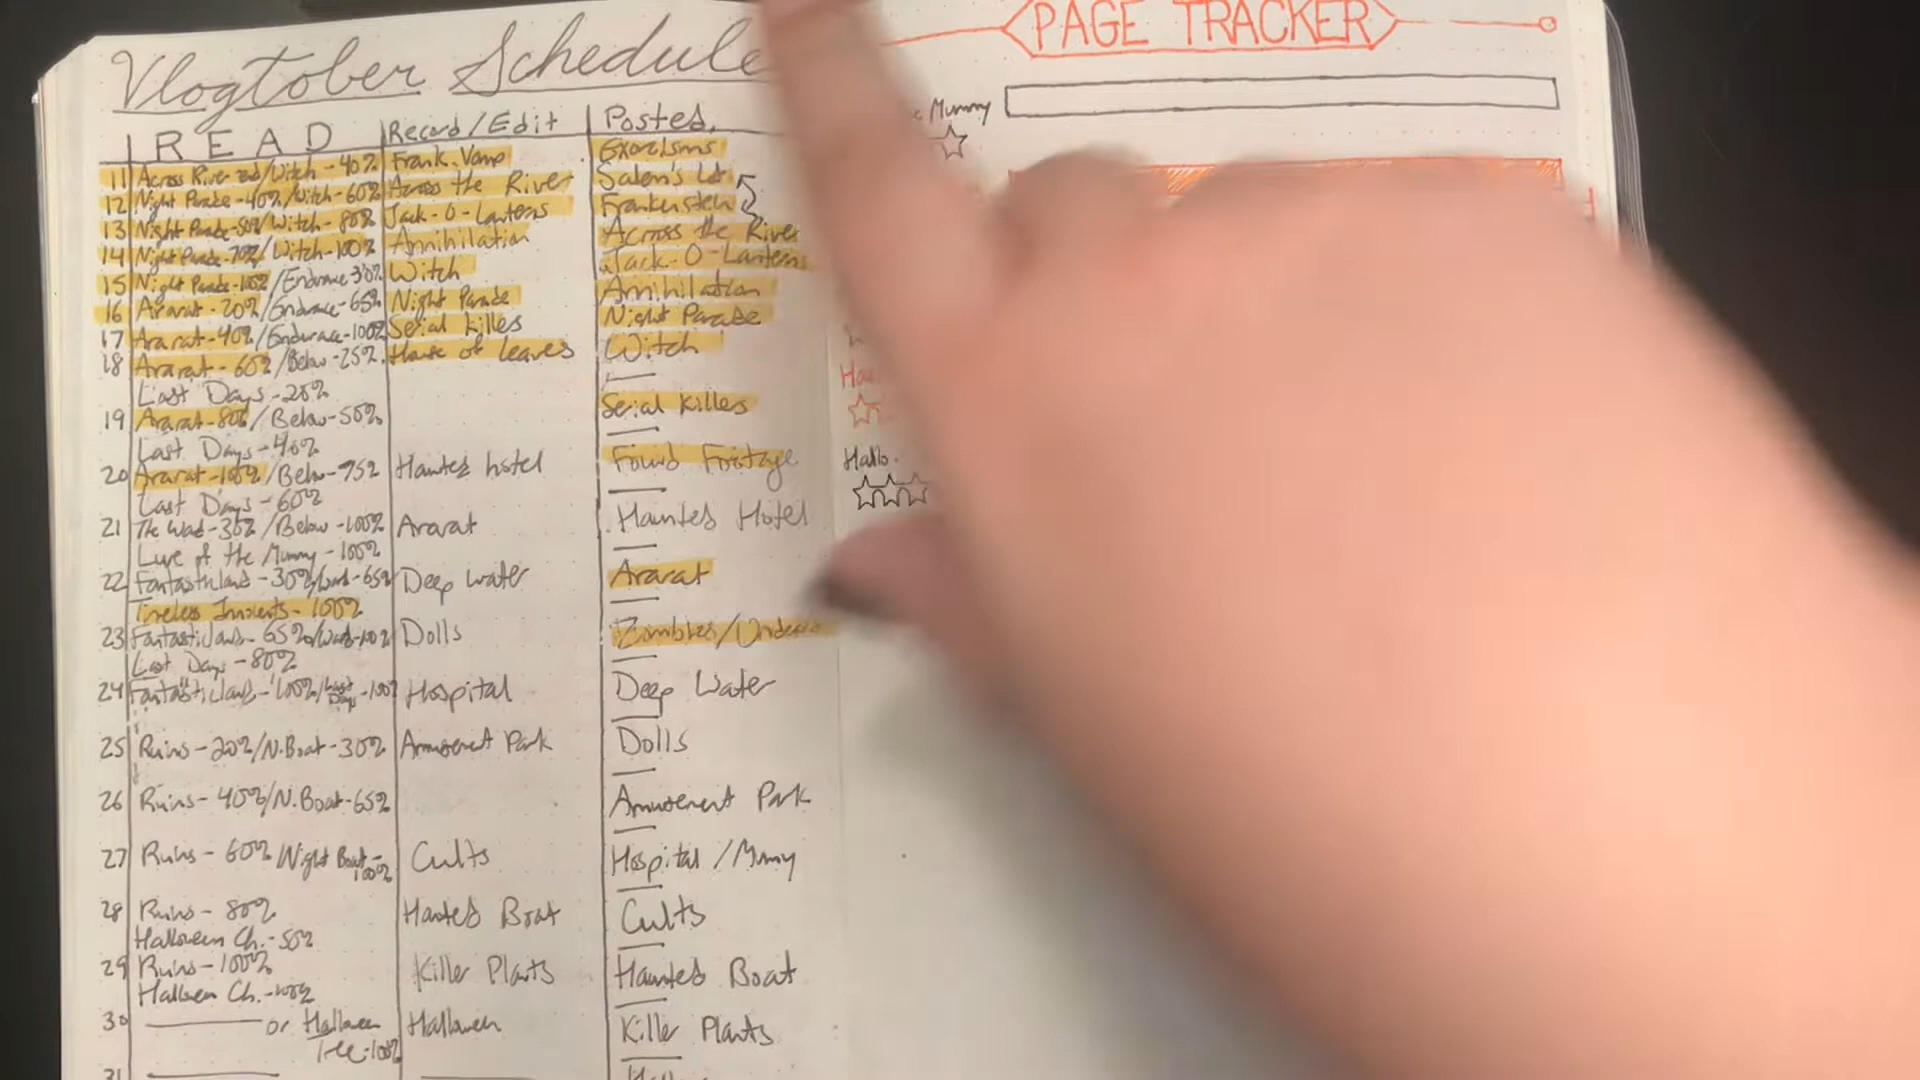 Vlogtober Schedule
READ
Record/Edit
Posted
11 Across River end/Witch - 40%
Frank. Vamp
Exorcisms
12 Night Parade - 40%/Witch - 60%
Across the River
Salem's Lot
13 Night Parade - 50%/Witch - 80%
Jack-O-Lanterns
Frankenstein
14 Night Parade - 70%/Witch - 100%
Annihilation
Across the River
15 Night Parade - 100%/Endurance - 30%
Witch
Jack-O-Lanterns
16 Ararat - 20%/Endurance - 65%
Night Parade
Annihilation
17 Ararat - 40%/Endurance - 100%
Serial Killes
Night Parade
18 Ararat - 60%/Below - 25%
House of leaves
Witch
Last Days - 20%
19 Ararat - 80%/Below - 50%
Serial Killers
Last Days - 40%
20 Ararat - 100%/Below - 75%
Haunted hotel
Found Footage
Last Days - 60%
21 The Ward - 30%/Below - 100%
Ararat
Haunted Hotel
Lure of the Mummy - 100%
22 Fantasticland - 30%/Ward - 65%
Deep water
Ararat
- 100%
23 Fantasticland - 65%/Ward - 100%
Dolls
Zombies/
Last Days - 80%
24 Fantasticland - 100%/Last Days - 100%
Hospital
Deep Water
25 Ruins - 20%/N.Boat - 30%
Amusement Park
Dolls
26 Ruins - 40%/N.Boat - 65%
Amusement Park
27 Ruins - 60% Night Boat - 100%
Cults
Hospital/Mummy
28 Ruins - 80%
Haunted Boat
Cults
Halloween Ch. - 50%
29 Ruins - 100%
Killer Plants
Haunted Boat
Halloween Ch. - 100%
30 or Halloween
Halloween
Killer Plants
Tree - 100%
31
PAGE TRACKER
Mummy